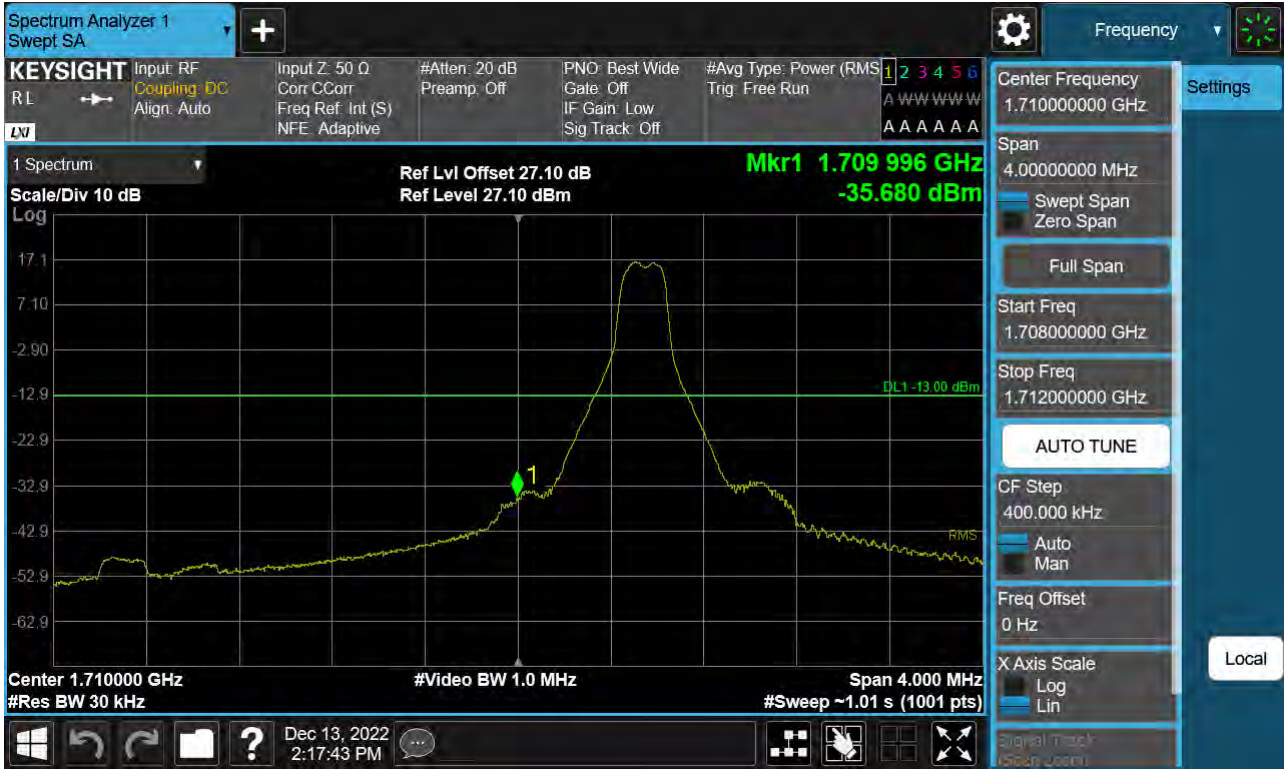 Spectrum Analyzer 1
Swept SA
+
Frequency
KEYSIGHT
RL
LXI
Input: RF
Coupling: DC
Align: Auto
Input Z: 50 Ω
Corr CCorr
Freq Ref: Int (S)
NFE: Adaptive
#Atten: 20 dB
Preamp: Off
PNO: Best Wide
Gate: Off
IF Gain: Low
Sig Track: Off
#Avg Type: Power (RMS
Trig: Free Run
1 2 3 4 5 6
A W W W W W
A A A A A A
1 Spectrum
Scale/Div 10 dB
Log
Ref Lvl Offset 27.10 dB
Ref Level 27.10 dBm
Mkr1 1.709 996 GHz
-35.680 dBm
17.1
7.10
-2.90
-12.9
-22.9
-32.9
-42.9
-52.9
-62.9
DL1 -13.00 dBm
1
RMS
Center 1.710000 GHz
#Res BW 30 kHz
#Video BW 1.0 MHz
Span 4.000 MHz
#Sweep ~1.01 s (1001 pts)
Center Frequency
1.710000000 GHz
Span
4.00000000 MHz
Swept Span
Zero Span
Full Span
Start Freq
1.708000000 GHz
Stop Freq
1.712000000 GHz
AUTO TUNE
CF Step
400.000 kHz
Auto
Man
Freq Offset
0 Hz
X Axis Scale
Log
Lin
Signal Track
(Span Zoom)
Settings
Local
?
Dec 13, 2022
2:17:43 PM